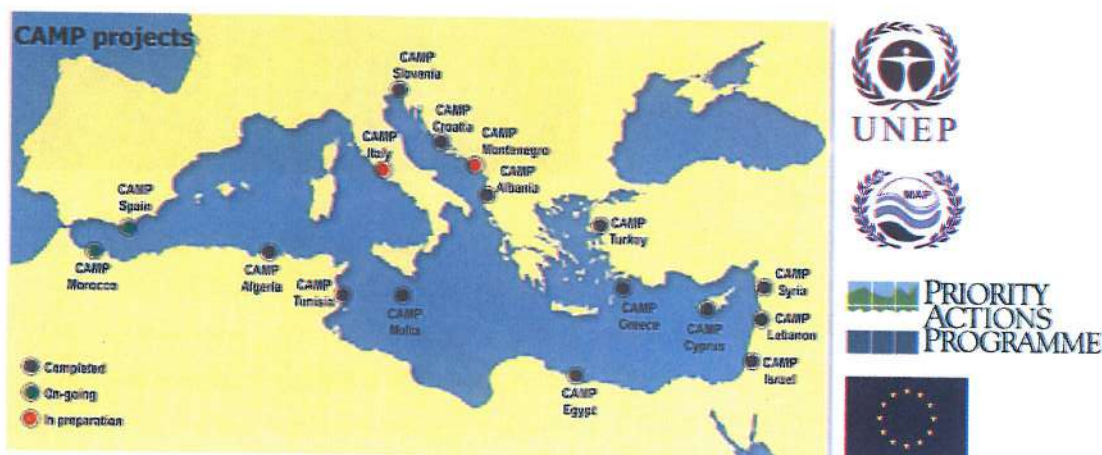 CAMP projects
CAMP
Slovenia
CAMP
Croatia
CAMP
Italy
CAMP
Montenegro
CAMP
Albania
CAMP
Spain
CAMP
Turkey
CAMP
Morocco
CAMP
Algeria
CAMP
Tunisia
CAMP
Malta
CAMP
Greece
CAMP
Cyprus
CAMP
Syria
CAMP
Lebanon
CAMP
Israel
CAMP
Egypt
Completed
On-going
In preparation
UNEP
MAP
PRIORITY
ACTIONS
PROGRAMME